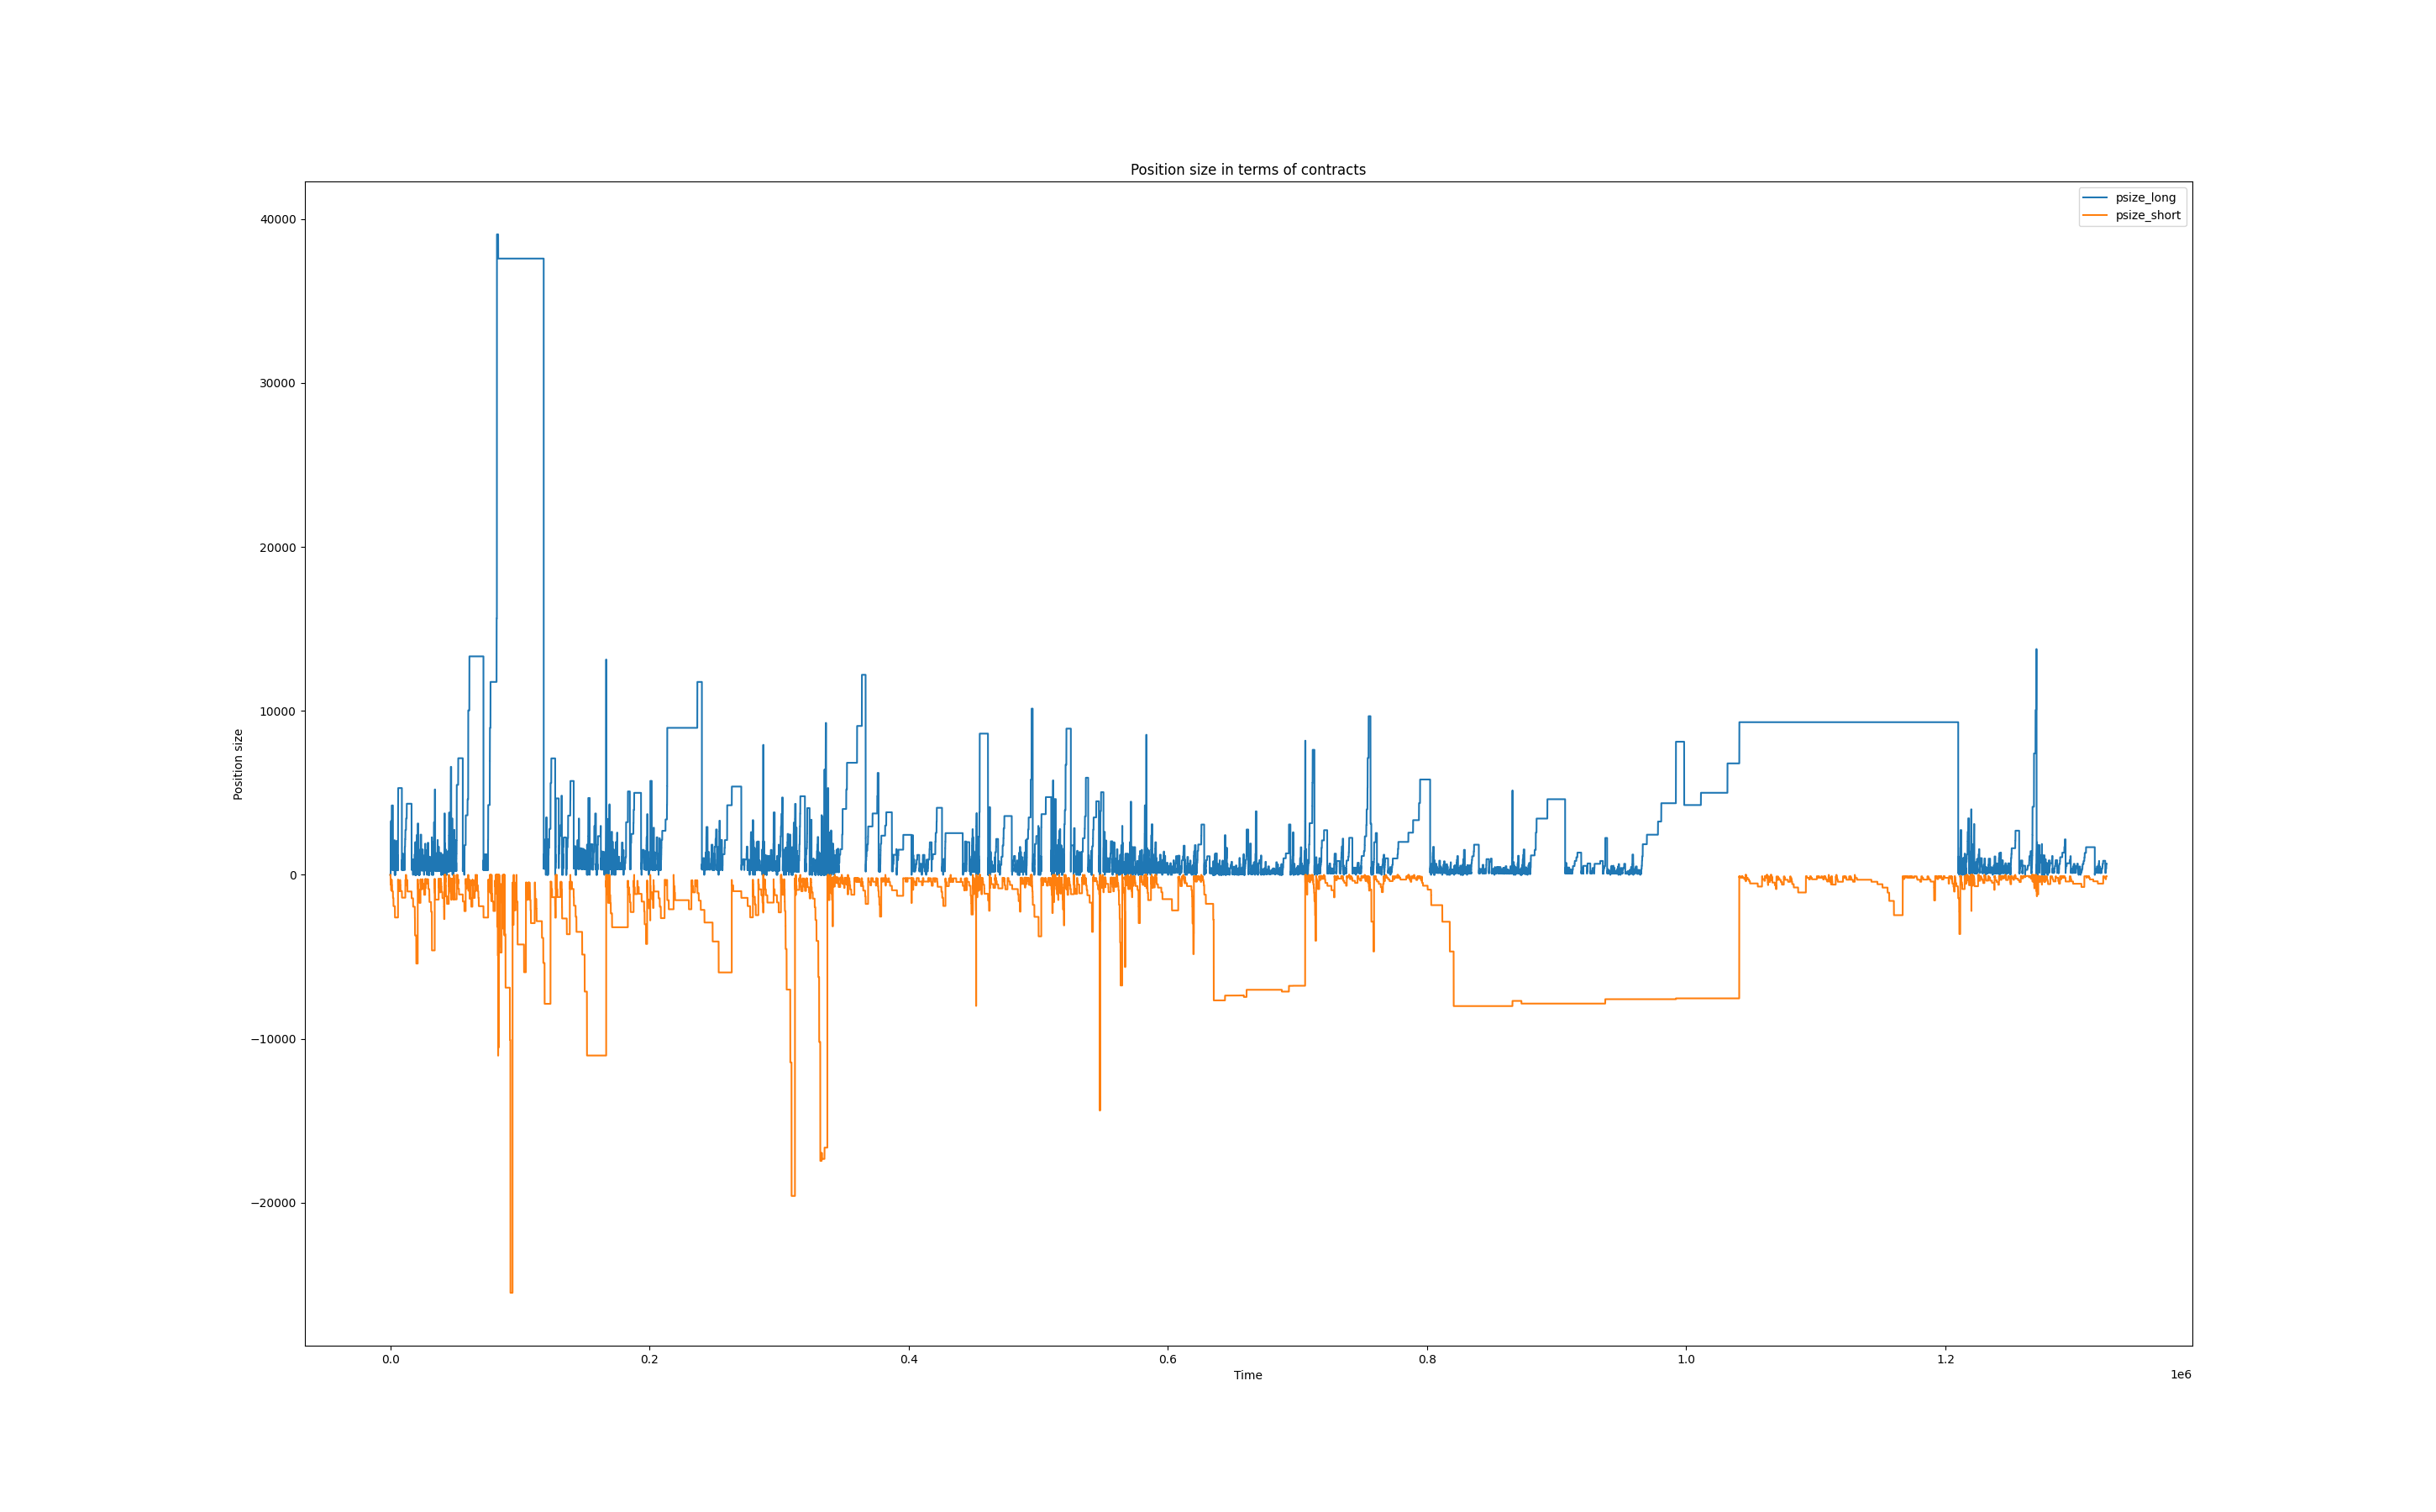 Position size in terms of contracts
psize_long
psize_short
40000
30000
20000
10000
0
−10000
−20000
Position size
0.0
0.2
0.4
0.6
0.8
1.0
1.2
1e6
Time